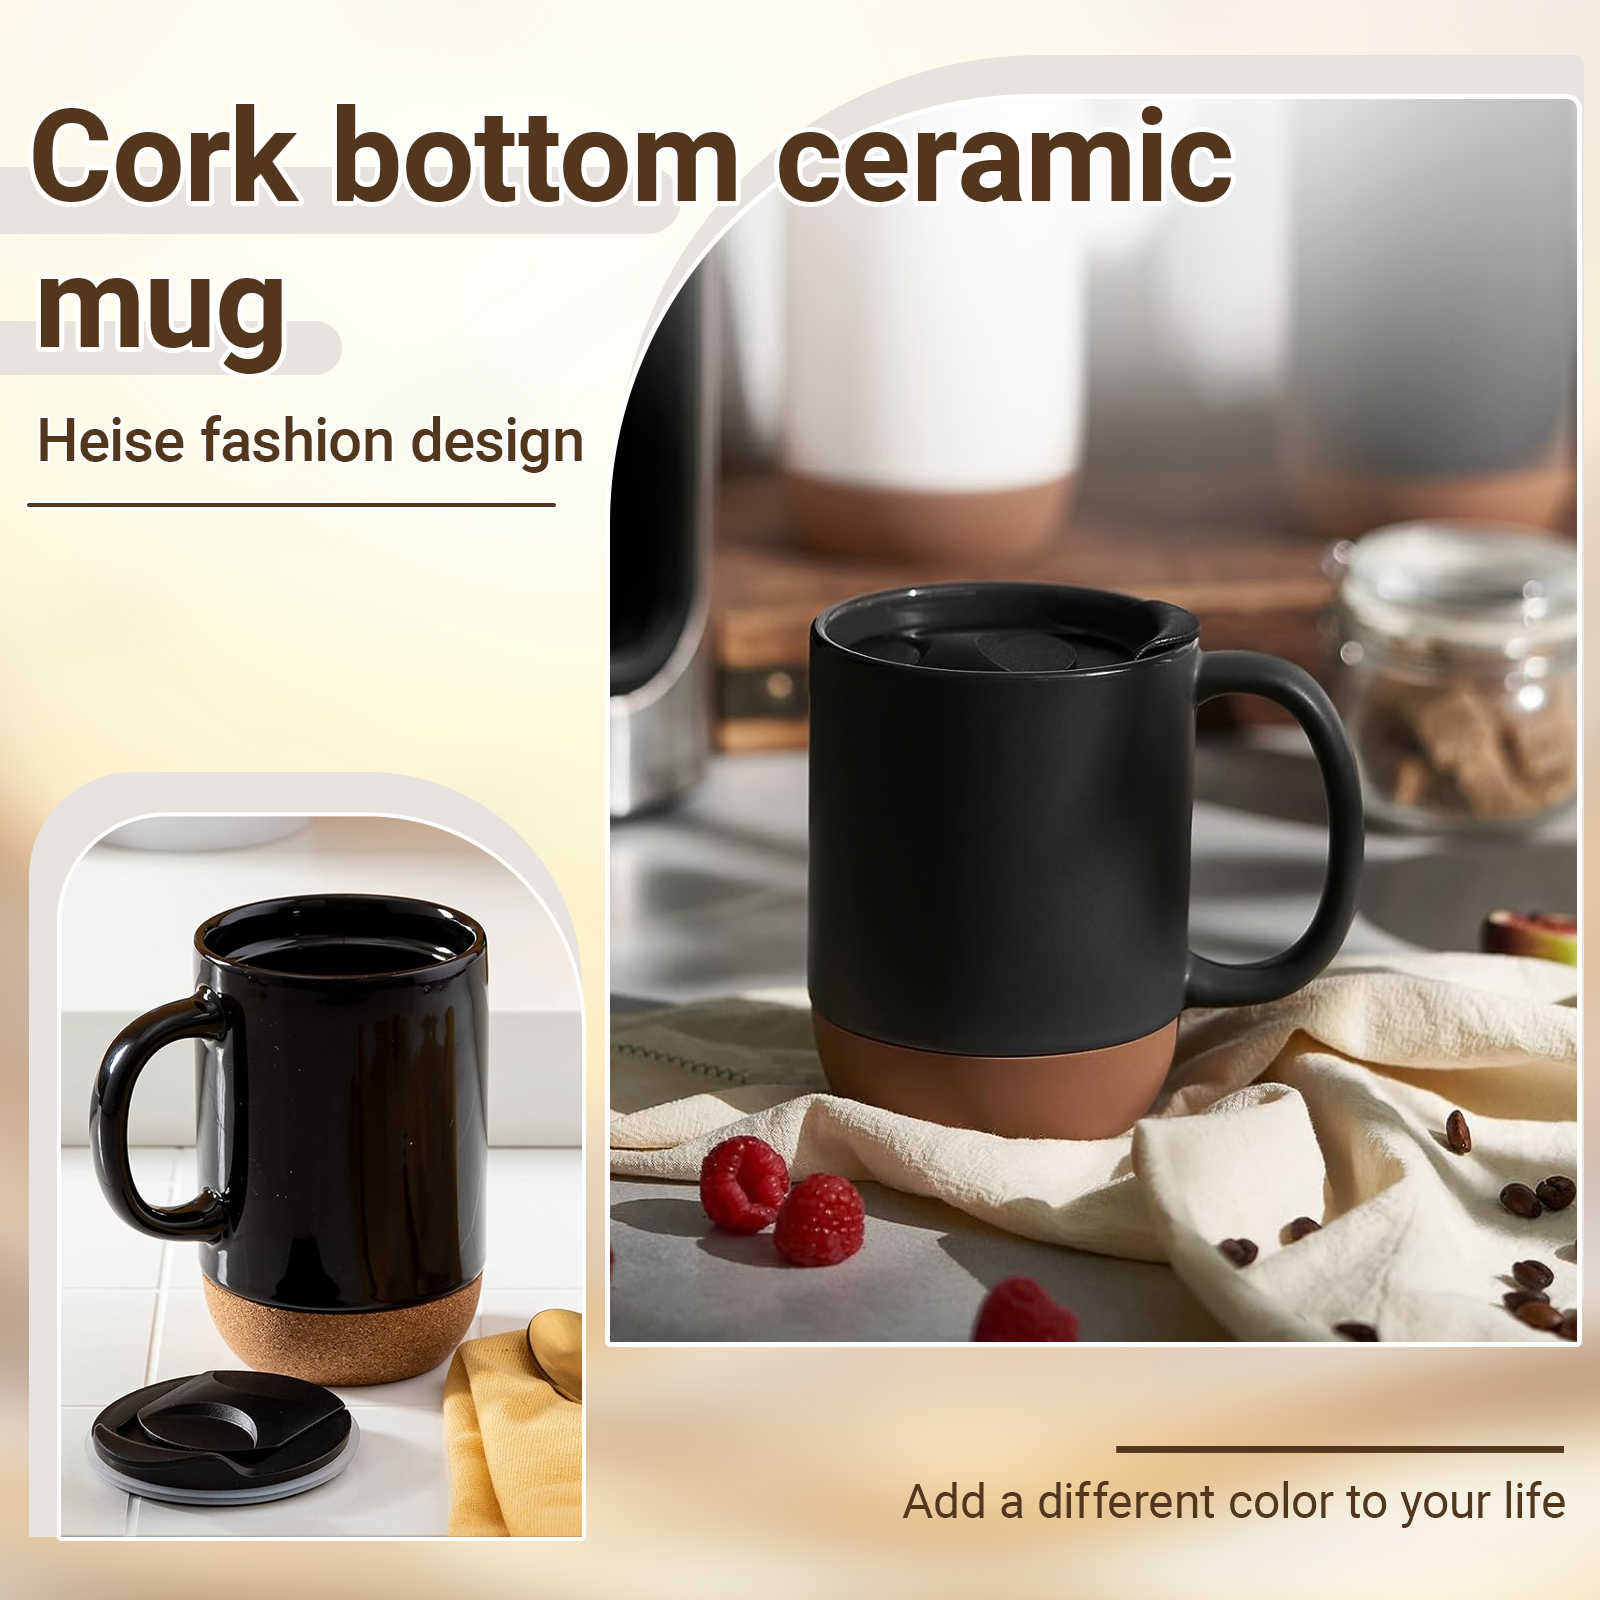 Cork bottom ceramic
mug
Heise fashion design
Add a different color to your life